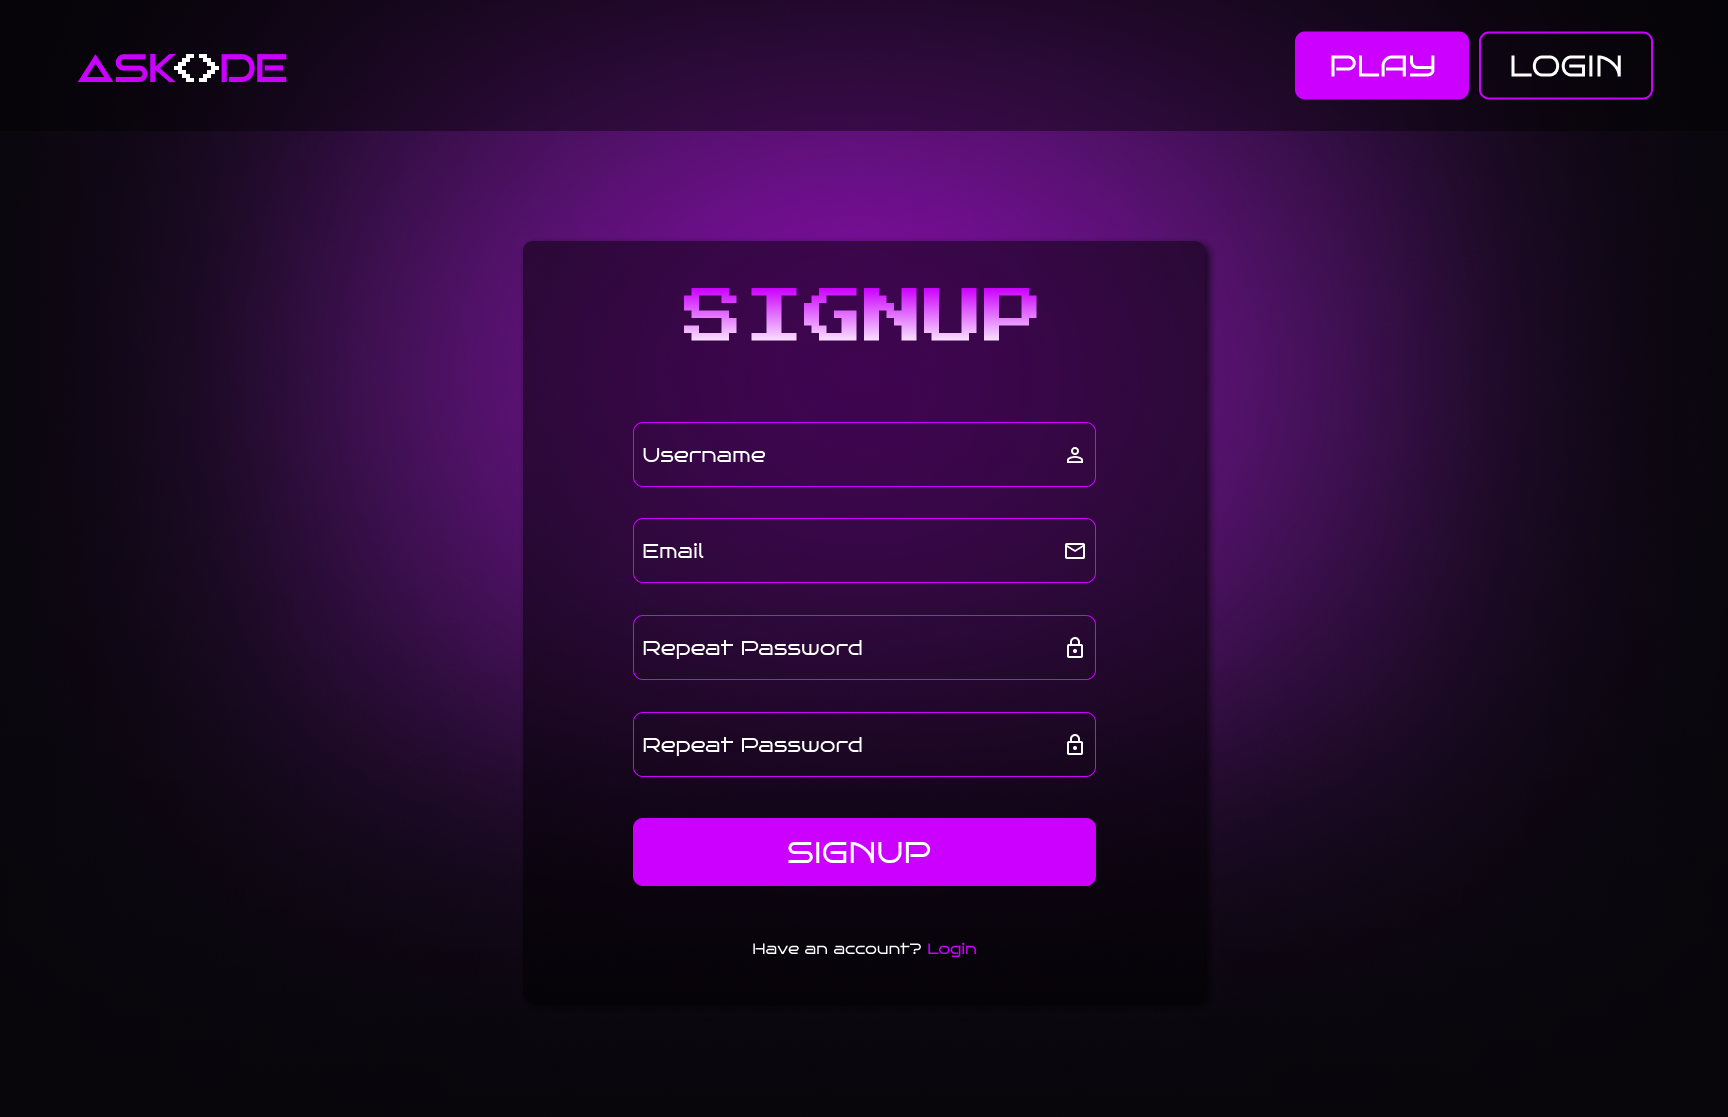 ASK<>DE
PLAY
LOGIN
SIGNUP
Username
Email
Repeat Password
Repeat Password
SIGNUP
Have an account? Login